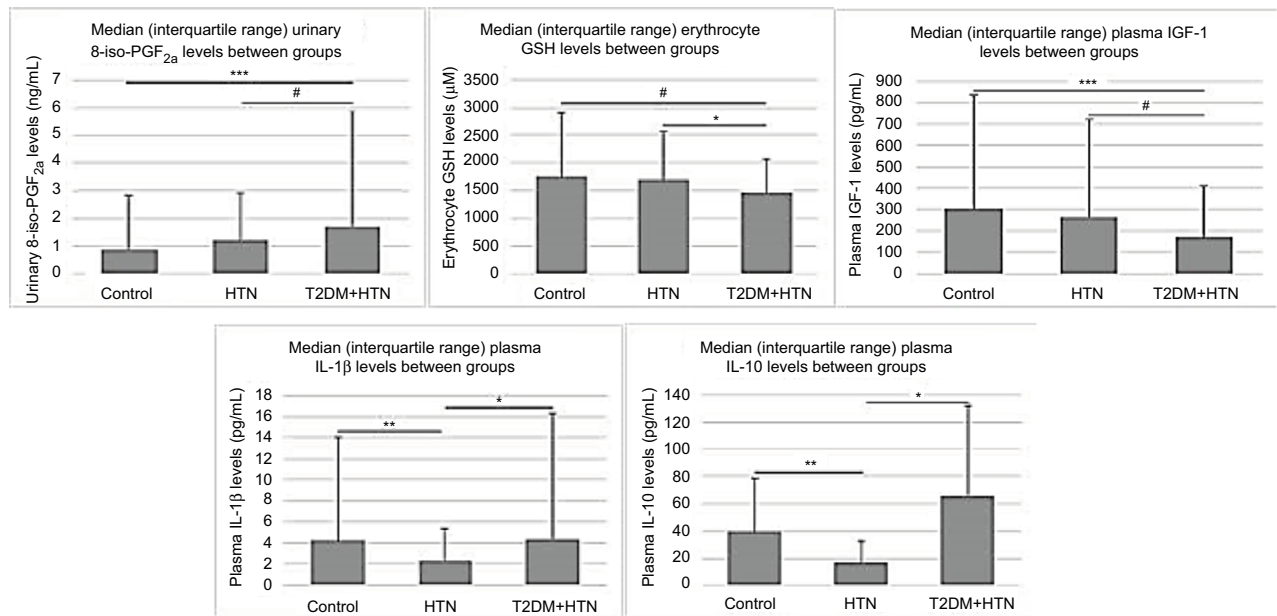 Median (interquartile range) urinary
8-iso-PGF2a levels between groups
Urinary 8-iso-PGF2a levels (ng/mL)
7
6
5
4
3
2
1
0
***
#
Control HTN T2DM+HTN
Median (interquartile range) erythrocyte
GSH levels between groups
Erythrocyte GSH levels (µM)
3500
3000
2500
2000
1500
1000
500
0
#
*
Control HTN T2DM+HTN
Median (interquartile range) plasma IGF-1
levels between groups
Plasma IGF-1 levels (pg/mL)
900
800
700
600
500
400
300
200
100
0
***
#
Control HTN T2DM+HTN
Median (interquartile range) plasma
IL-1β levels between groups
Plasma IL-1β levels (pg/mL)
18
16
14
12
10
8
6
4
2
0
**
*
Control HTN T2DM+HTN
Median (interquartile range) plasma
IL-10 levels between groups
Plasma IL-10 levels (pg/mL)
140
120
100
80
60
40
20
0
**
*
Control HTN T2DM+HTN